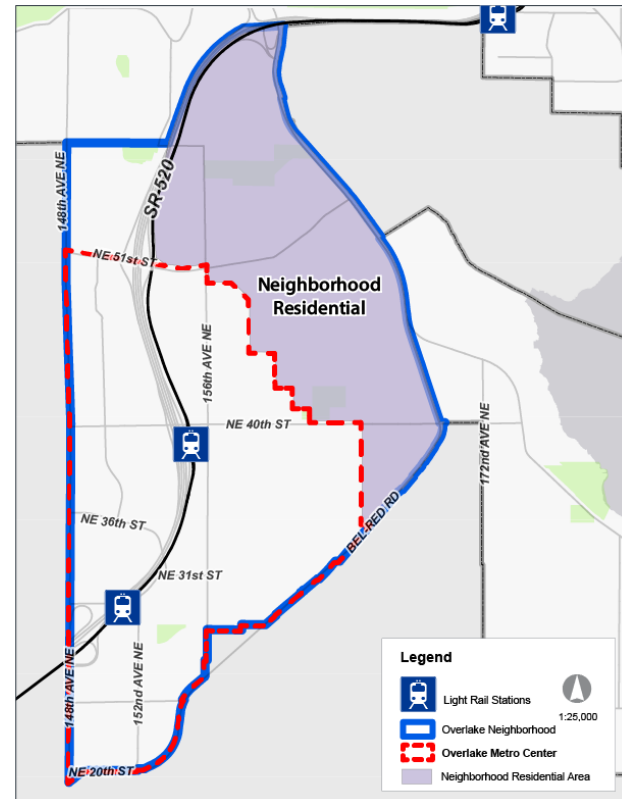 148th AVE NE
SR-520
NE 51st ST
Neighborhood
Residential
156th AVE NE
NE 40th ST
172nd AVE NE
NE 36th ST
BEL-RED RD
NE 31st ST
148th AVE NE
152nd AVE NE
NE 20th ST
Legend
Light Rail Stations
1:25,000
Overlake Neighborhood
Overlake Metro Center
Neighborhood Residential Area